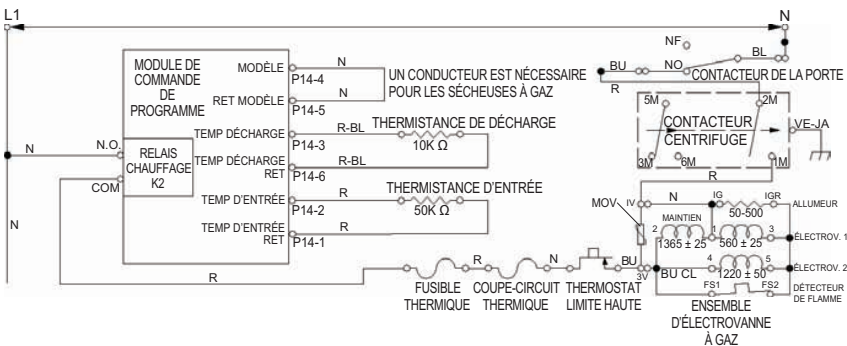 L1
N
MODULE DE
COMMANDE
DE
PROGRAMME
MODÈLE
P14-4
N
RET MODÈLE
P14-5
N
UN CONDUCTEUR EST NÉCESSAIRE
POUR LES SÉCHEUSES À GAZ
TEMP DÉCHARGE
P14-3
R-BL
THERMISTANCE DE DÉCHARGE
10K Ω
TEMP DÉCHARGE
RET
P14-6
R-BL
TEMP D'ENTRÉE
P14-2
R
THERMISTANCE D'ENTRÉE
50K Ω
TEMP D'ENTRÉE
RET
P14-1
R
N
N.O.
RELAIS
CHAUFFAGE
K2
COM
N
R
NF
BL
BU
NO
CONTACTEUR DE LA PORTE
R
5M
2M
CONTACTEUR
CENTRIFUGE
VE-JA
3M
6M
1M
R
MOV
IV
N
IG
IGR
50-500
ALLUMEUR
MAINTIEN
2
1
3
1365 ± 25
560 ± 25
ÉLECTROV. 1
R
N
BU
3V
BU CL
4
5
1220 ± 50
ÉLECTROV. 2
FS1
FS2
DÉTECTEUR
DE FLAMME
FUSIBLE
THERMIQUE
COUPE-CIRCUIT
THERMIQUE
THERMOSTAT
LIMITE HAUTE
ENSEMBLE
D'ÉLECTROVANNE
À GAZ